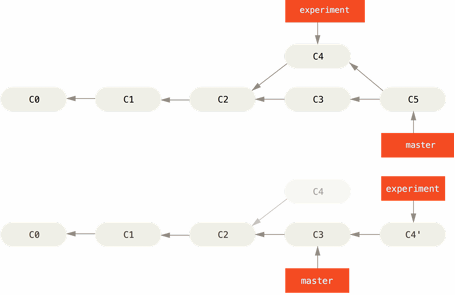 experiment
C4
C0 C1 C2 C3 C5
master
C4 experiment
C0 C1 C2 C3 C4'
master